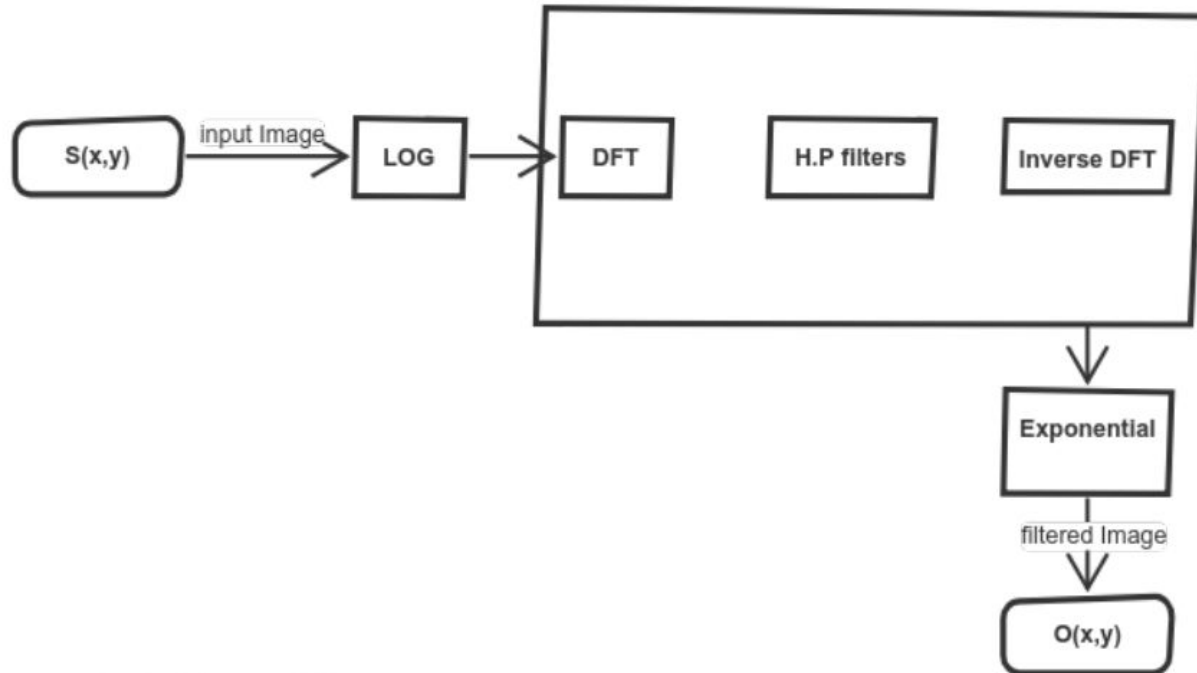 S(x,y)
input Image
LOG
DFT
H.P filters
Inverse DFT
Exponential
filtered Image
O(x,y)